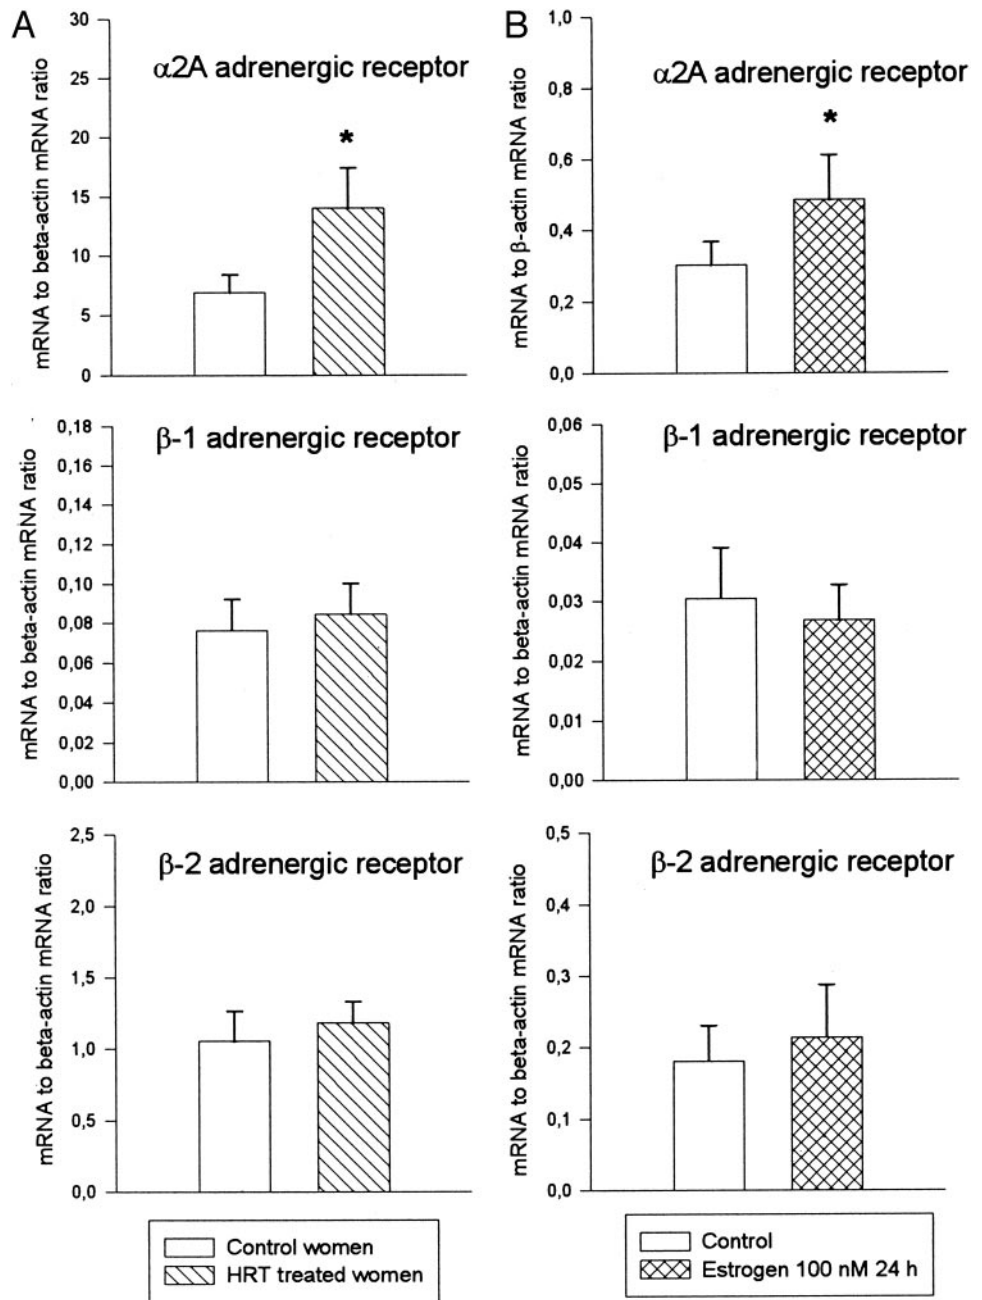 A
mRNA to beta-actin mRNA ratio
30
25
20
15
10
5
0
α2A adrenergic receptor
*
B
mRNA to β-actin mRNA ratio
1,0
0,8
0,6
0,4
0,2
0,0
α2A adrenergic receptor
*
mRNA to beta-actin mRNA ratio
0,18
0,16
0,14
0,12
0,10
0,08
0,06
0,04
0,02
0,00
β-1 adrenergic receptor
mRNA to beta-actin mRNA ratio
0,06
0,05
0,04
0,03
0,02
0,01
0,00
β-1 adrenergic receptor
mRNA to beta-actin mRNA ratio
2,5
2,0
1,5
1,0
0,5
0,0
β-2 adrenergic receptor
mRNA to beta-actin mRNA ratio
0,5
0,4
0,3
0,2
0,1
0,0
β-2 adrenergic receptor
Control women
HRT treated women
Control
Estrogen 100 nM 24 h